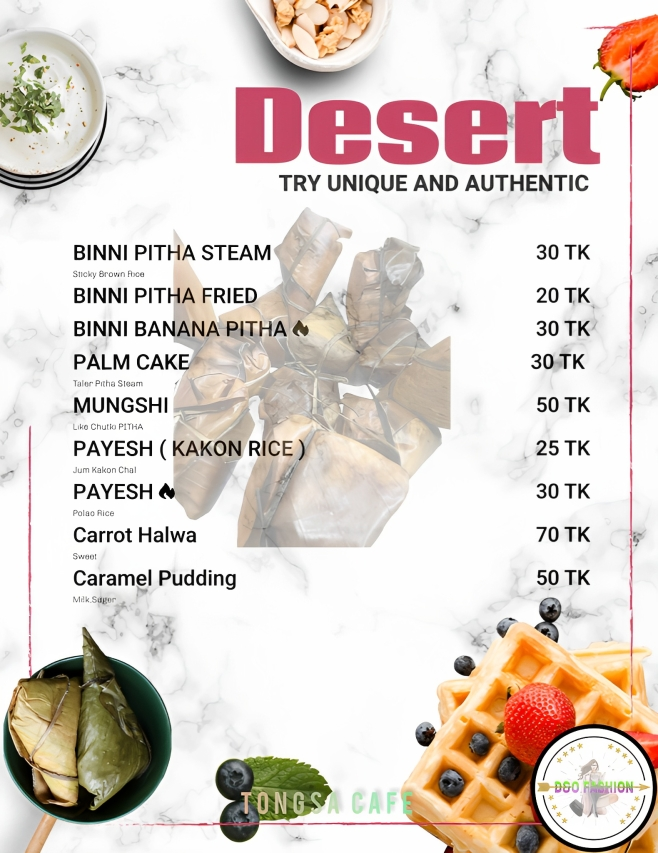 Desert
TRY UNIQUE AND AUTHENTIC
BINNI PITHA STEAM 30 TK
Sticky Brown Rice
BINNI PITHA FRIED 20 TK
BINNI BANANA PITHA 30 TK
PALM CAKE 30 TK
Taler Pitha Steam
MUNGSHI 50 TK
Like Chutki PITHA
PAYESH ( KAKON RICE ) 25 TK
Jum Kakon Chal
PAYESH 30 TK
Polao Rice
Carrot Halwa 70 TK
Sweet
Caramel Pudding 50 TK
Milk,Suger
D&O FASHION
TONGSA CAFE